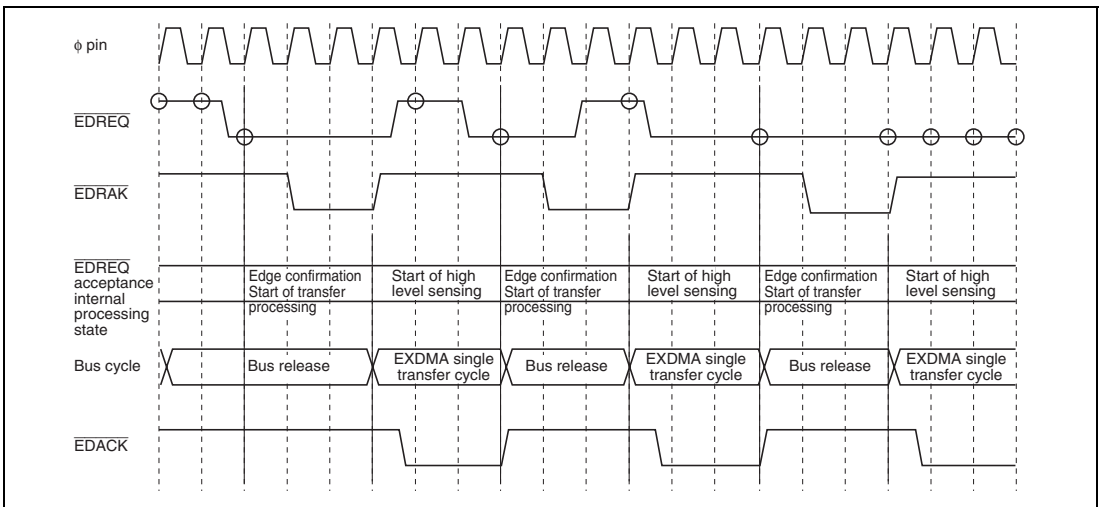 φ pin
EDREQ
EDRAK
EDREQ
acceptance
internal
processing
state
Edge confirmation
Start of transfer
processing
Start of high
level sensing
Edge confirmation
Start of transfer
processing
Start of high
level sensing
Edge confirmation
Start of transfer
processing
Start of high
level sensing
Bus cycle
Bus release
EXDMA single
transfer cycle
Bus release
EXDMA single
transfer cycle
Bus release
EXDMA single
transfer cycle
EDACK